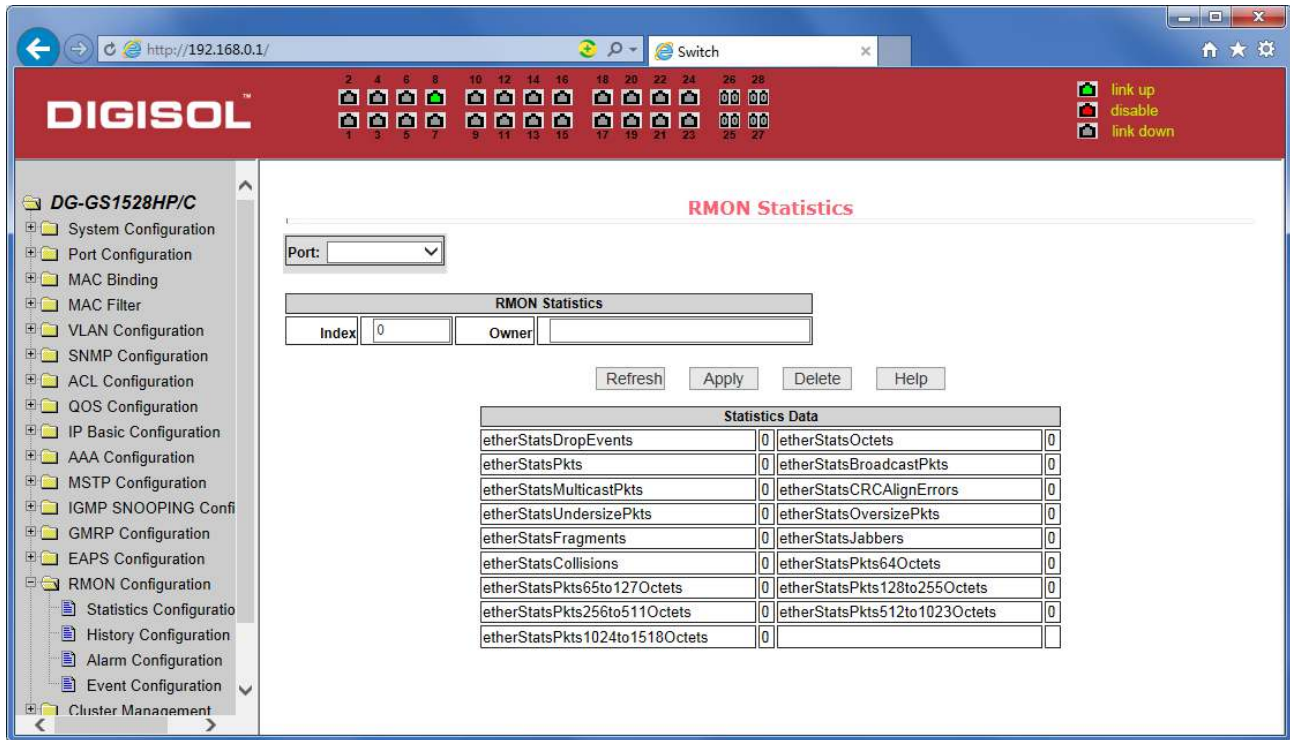 http://192.168.0.1/
Switch
DIGISOL™
2 4 6 8 10 12 14 16 18 20 22 24 26 28
1 3 5 7 9 11 13 15 17 19 21 23 25 27
link up
disable
link down
DG-GS1528HP/C
System Configuration
Port Configuration
MAC Binding
MAC Filter
VLAN Configuration
SNMP Configuration
ACL Configuration
QOS Configuration
IP Basic Configuration
AAA Configuration
MSTP Configuration
IGMP SNOOPING Confi
GMRP Configuration
EAPS Configuration
RMON Configuration
Statistics Configuratio
History Configuration
Alarm Configuration
Event Configuration
Cluster Management
RMON Statistics
Port:
RMON Statistics
Index 0 Owner
Refresh Apply Delete Help
Statistics Data
etherStatsDropEvents 0 etherStatsOctets 0
etherStatsPkts 0 etherStatsBroadcastPkts 0
etherStatsMulticastPkts 0 etherStatsCRCAlignErrors 0
etherStatsUndersizePkts 0 etherStatsOversizePkts 0
etherStatsFragments 0 etherStatsJabbers 0
etherStatsCollisions 0 etherStatsPkts64Octets 0
etherStatsPkts65to127Octets 0 etherStatsPkts128to255Octets 0
etherStatsPkts256to511Octets 0 etherStatsPkts512to1023Octets 0
etherStatsPkts1024to1518Octets 0